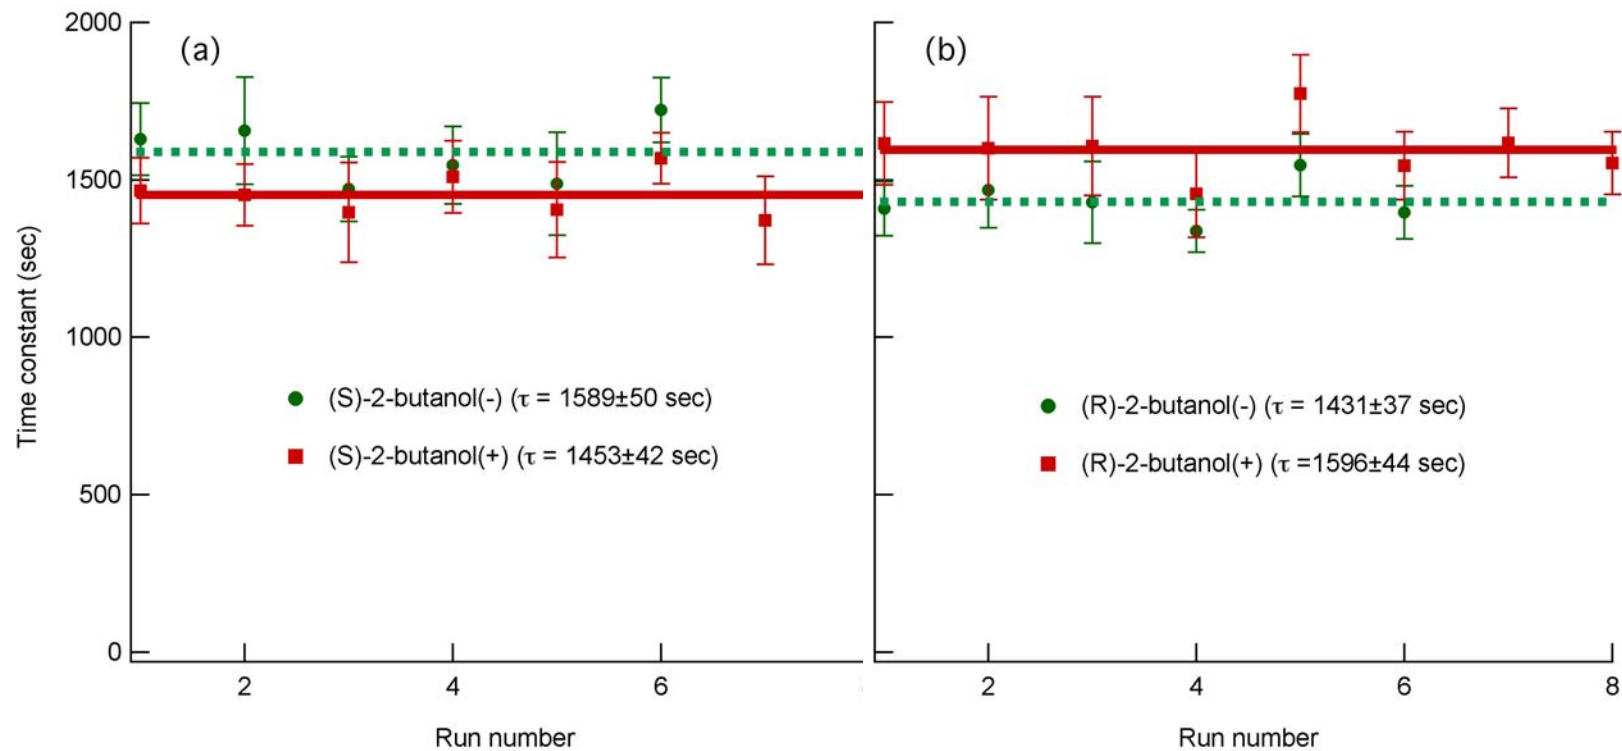 (a)
2000
1500
1000
500
0
Time constant (sec)
(S)-2-butanol(-) (τ = 1589±50 sec)
(S)-2-butanol(+) (τ = 1453±42 sec)
2 4 6
Run number
(b)
(R)-2-butanol(-) (τ = 1431±37 sec)
(R)-2-butanol(+) (τ =1596±44 sec)
2 4 6 8
Run number